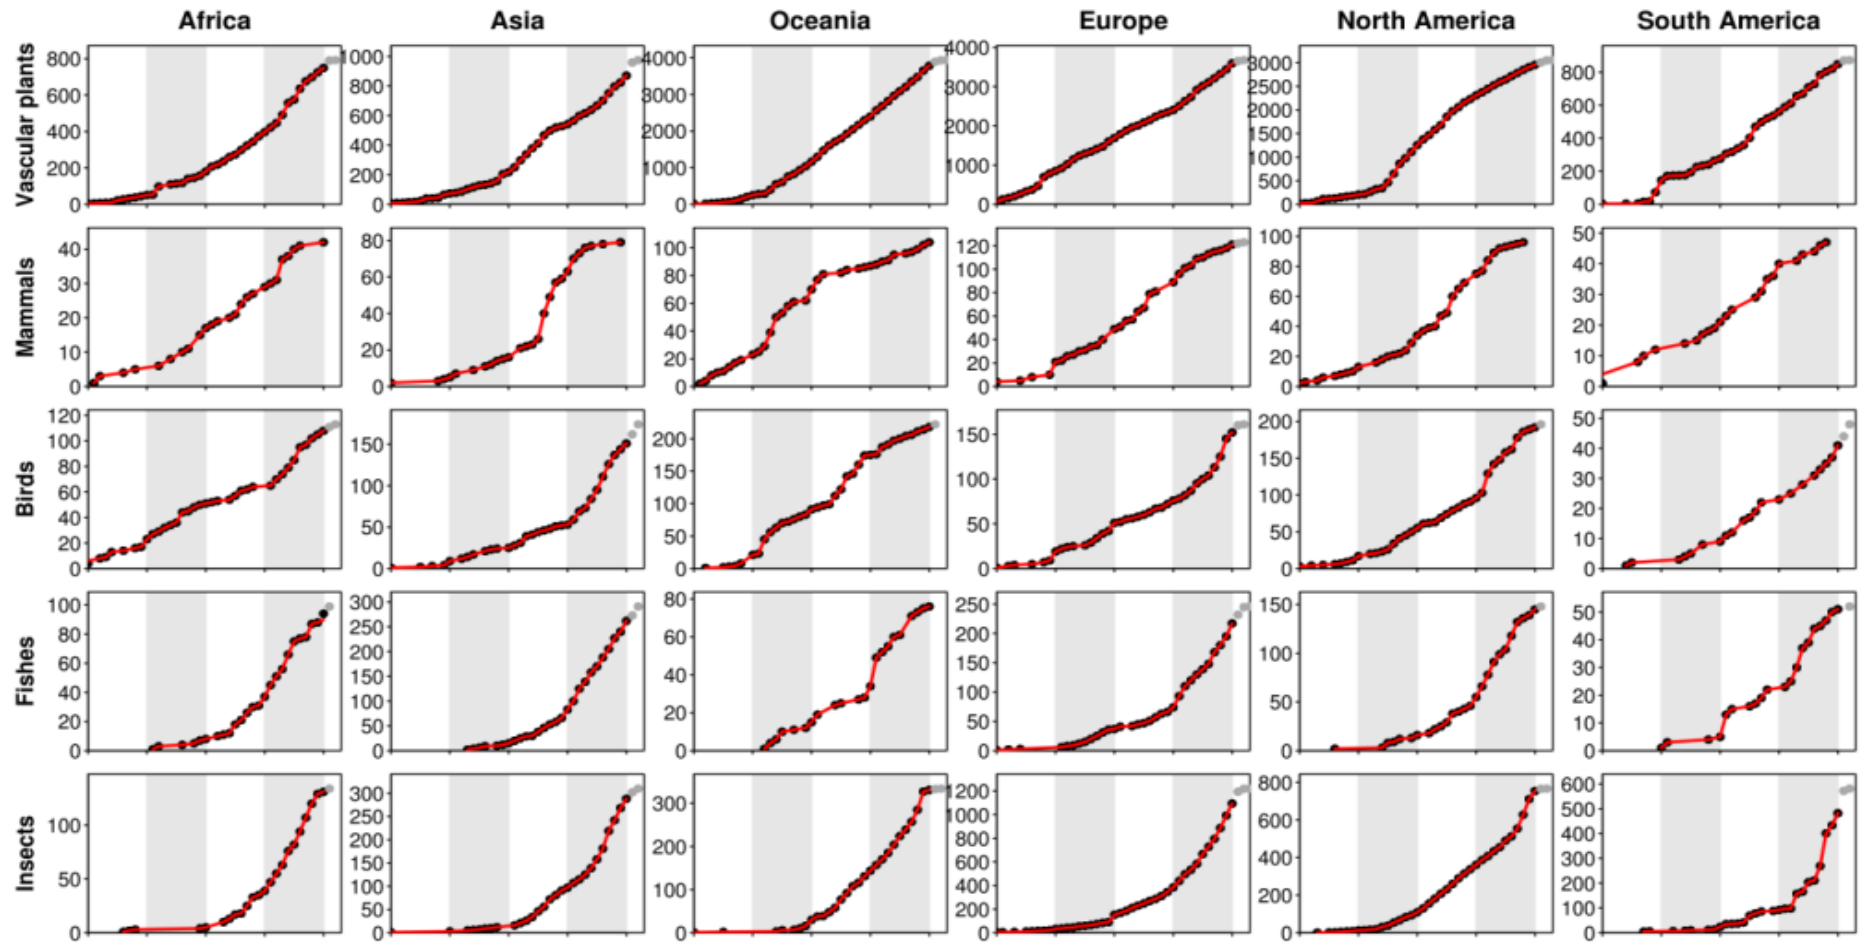 Africa Asia Oceania Europe North America South America
Vascular plants
800 600 400 200 0
1000 800 600 400 200 0
4000 3000 2000 1000 0
4000 3000 2000 1000 0
3000 2500 2000 1500 1000 500 0
800 600 400 200 0
Mammals
40 30 20 10 0
80 60 40 20 0
100 80 60 40 20 0
120 100 80 60 40 20 0
100 80 60 40 20 0
50 40 30 20 10 0
Birds
120 100 80 60 40 20 0
150 100 50 0
200 150 100 50 0
150 100 50 0
200 150 100 50 0
50 40 30 20 10 0
Fishes
100 80 60 40 20 0
300 250 200 150 100 50 0
80 60 40 20 0
250 200 150 100 50 0
150 100 50 0
50 40 30 20 10 0
Insects
100 50 0
300 250 200 150 100 50 0
300 200 100 0
1200 1000 800 600 400 200 0
800 600 400 200 0
600 500 400 300 200 100 0